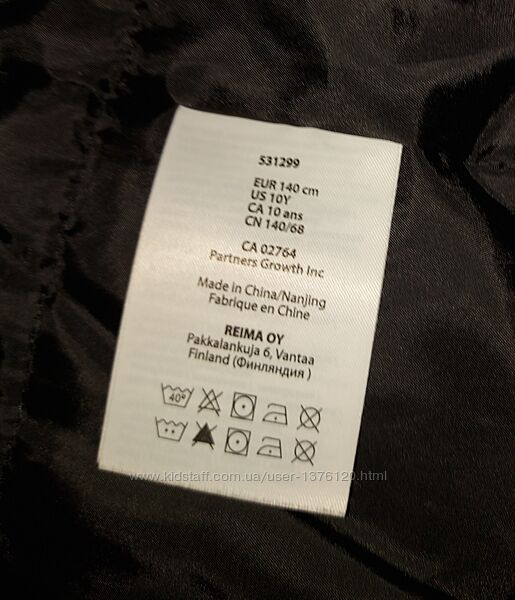 531299
EUR 140 cm
US 10Y
CA 10 ans
CN 140/68
CA 02764
Partners Growth Inc
Made in China/Nanjing
Fabrique en Chine
REIMA OY
Pakkalankuja 6, Vantaa
Finland (Финляндия )
40°
www.kidstaff.com.ua/user-1376120.html